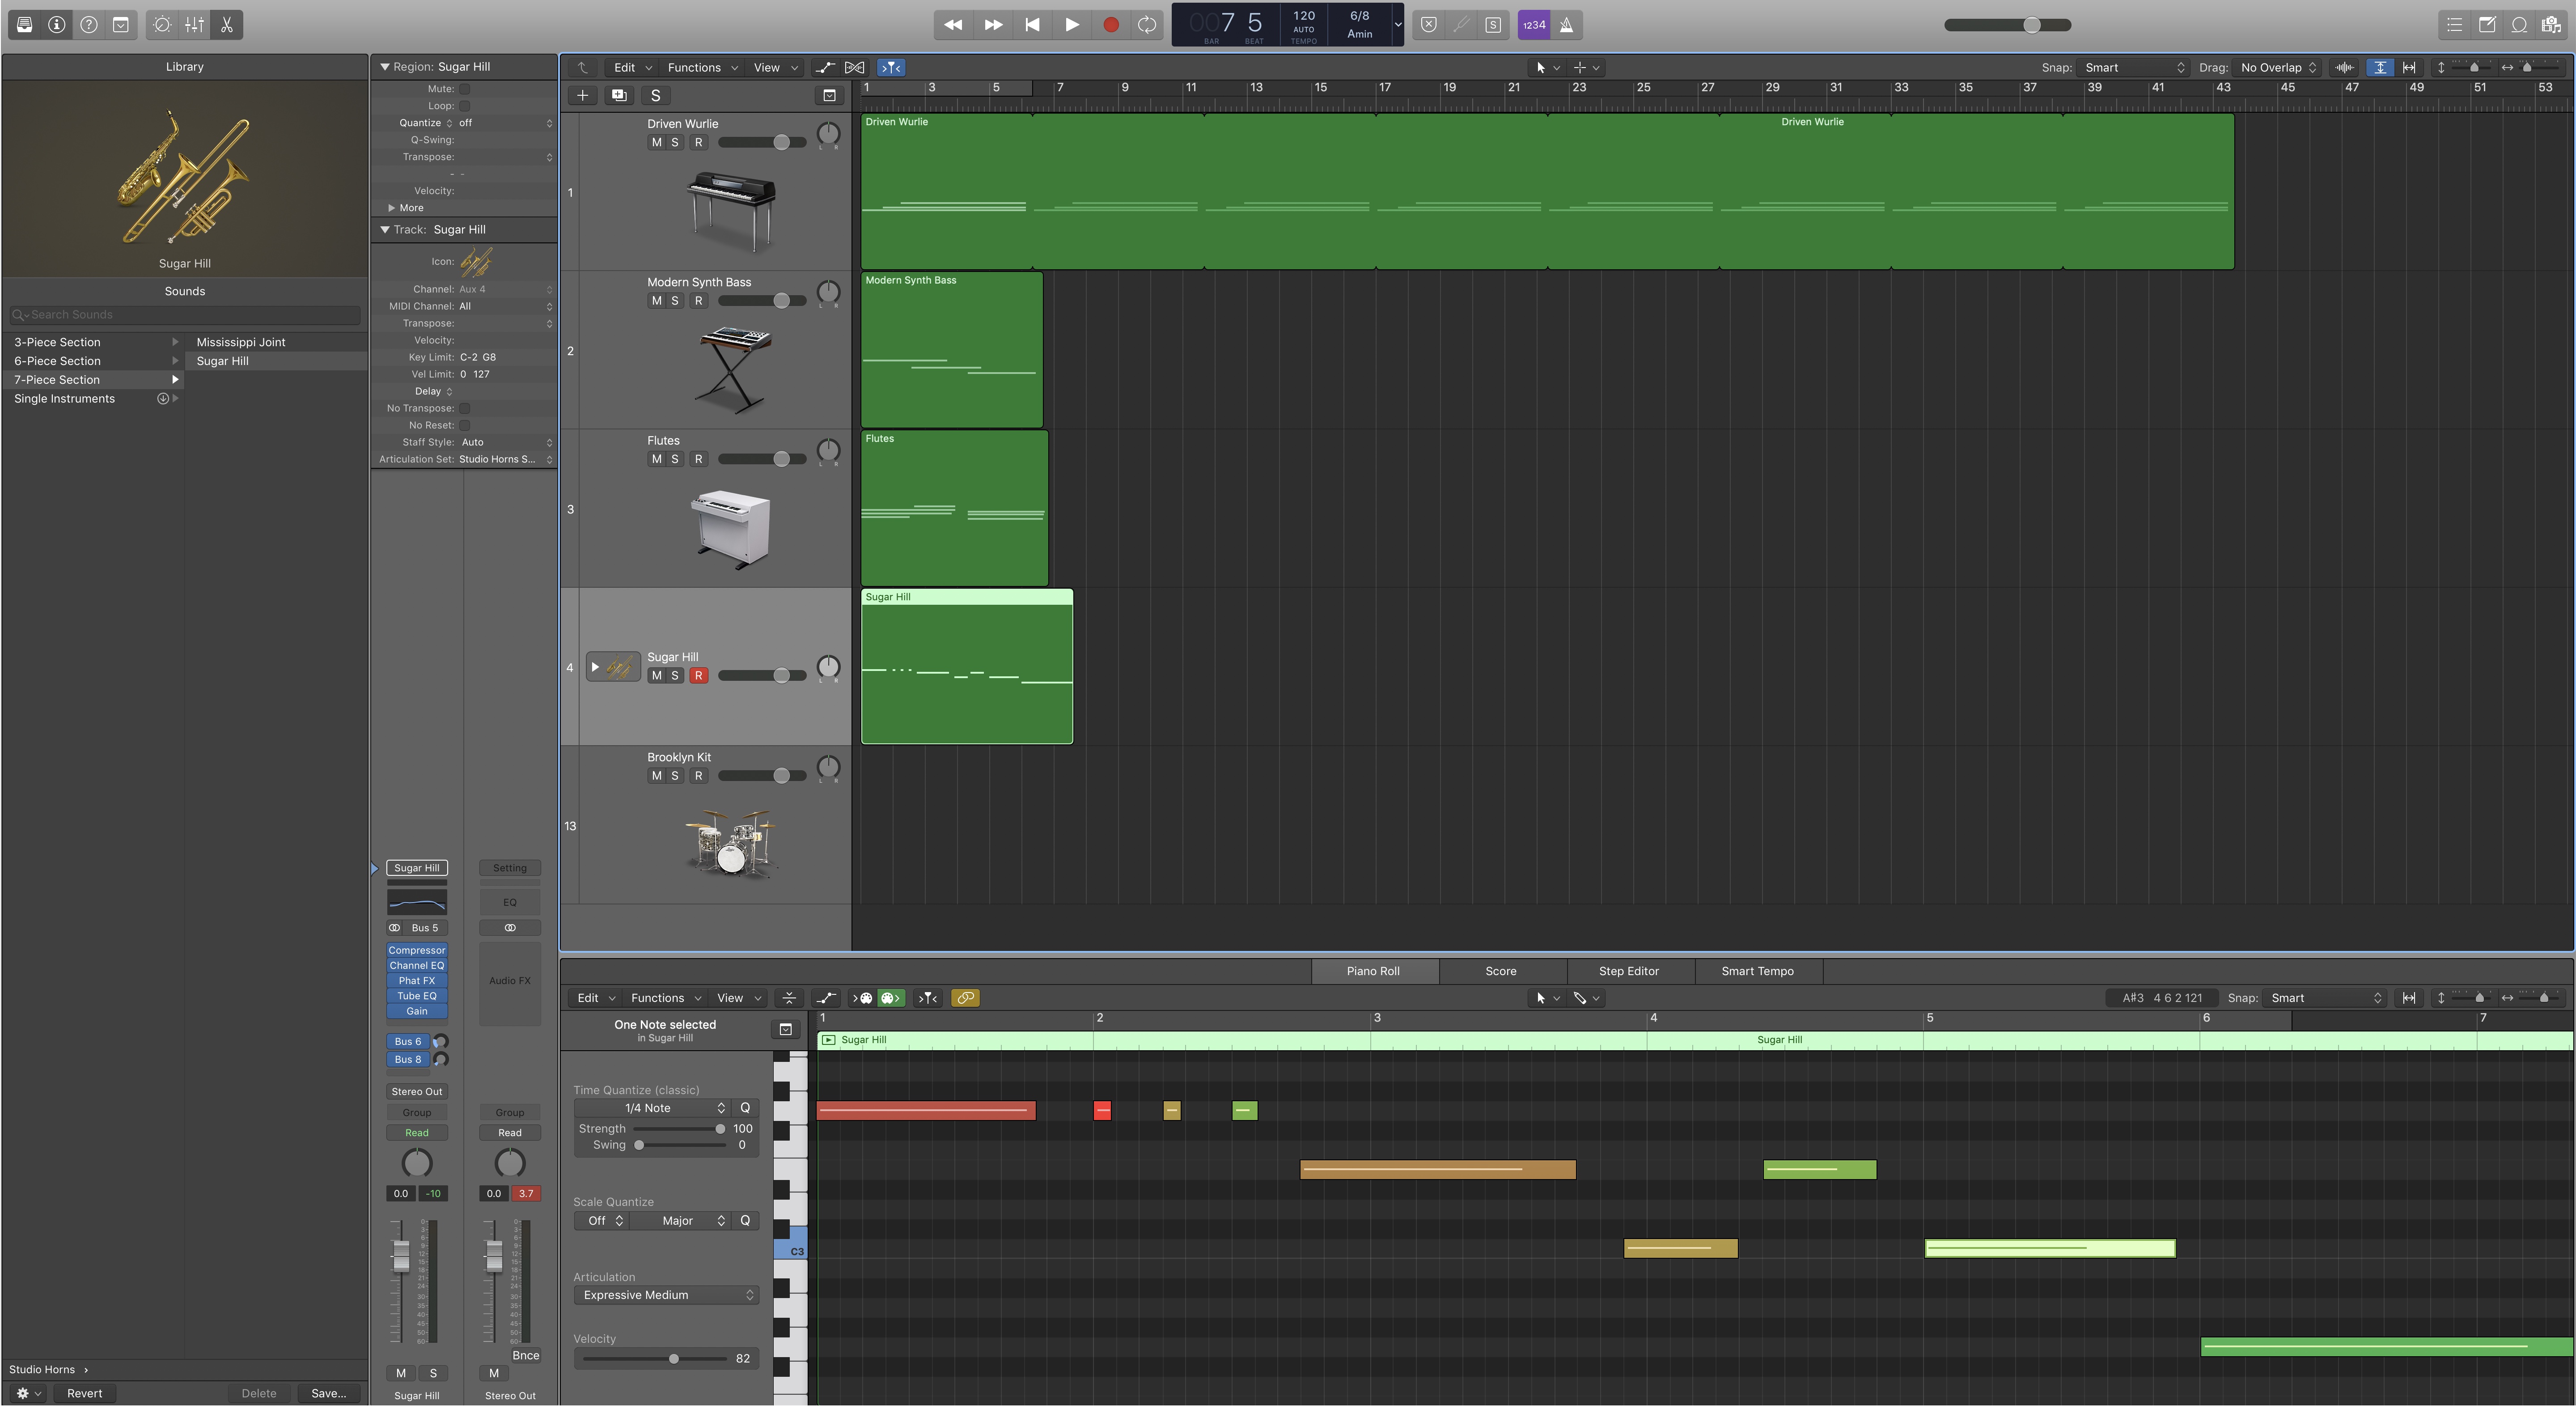 007 5 120 6/8
AUTO Amin
BAR BEAT TEMPO
1234
S
Library
Sugar Hill
Sounds
Search Sounds
3-Piece Section Mississippi Joint
6-Piece Section Sugar Hill
7-Piece Section
Single Instruments
Studio Horns
Revert Delete Save...
Region: Sugar Hill
Mute:
Loop:
Quantize off
Q-Swing:
Transpose:
- -
Velocity:
More
Track: Sugar Hill
Icon:
Channel: Aux 4
MIDI Channel: All
Transpose:
Velocity:
Key Limit: C-2 G8
Vel Limit: 0 127
Delay
No Transpose:
No Reset:
Staff Style: Auto
Articulation Set: Studio Horns S...
Sugar Hill Setting
EQ
Bus 5
Compressor
Channel EQ
Phat FX Audio FX
Tube EQ
Gain
Bus 6
Bus 8
Stereo Out
Group Group
Read Read
0.0 -10 0.0 3.7
Bnce
M S M
Sugar Hill Stereo Out
Edit Functions View Snap: Smart Drag: No Overlap
S
1 3 5 7 9 11 13 15 17 19 21 23 25 27 29 31 33 35 37 39 41 43 45 47 49 51 53
1 Driven Wurlie
M S R
L R
Driven Wurlie Driven Wurlie
2 Modern Synth Bass
M S R
L R
Modern Synth Bass
3 Flutes
M S R
L R
Flutes
4 Sugar Hill
M S R
L R
Sugar Hill
13 Brooklyn Kit
M S R
L R
Piano Roll Score Step Editor Smart Tempo
Edit Functions View A#3 4 6 2 121 Snap: Smart
One Note selected
in Sugar Hill
1 2 3 4 5 6 7
Sugar Hill Sugar Hill
Time Quantize (classic)
1/4 Note Q
Strength 100
Swing 0
Scale Quantize
Off Major Q
C3
Articulation
Expressive Medium
Velocity
82